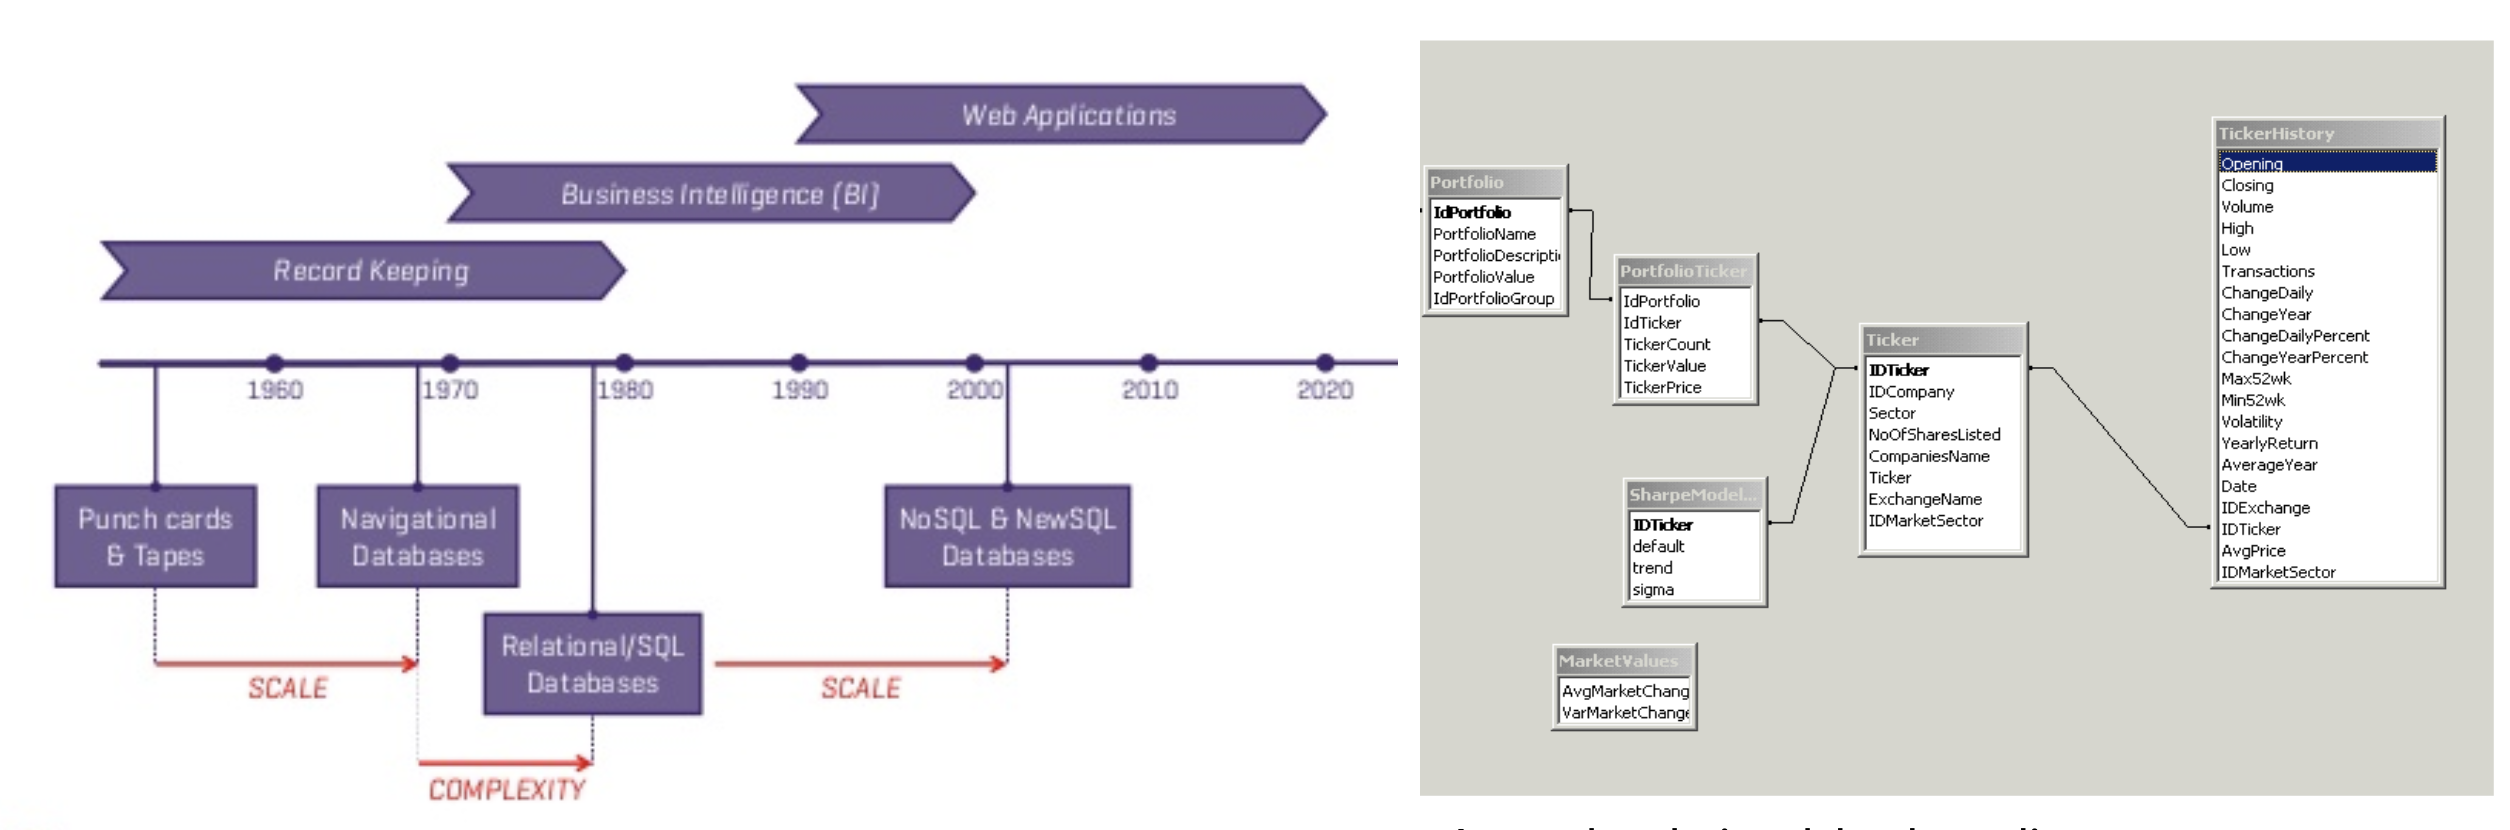 Web Applications
Business Intelligence (BI)
Record Keeping
1960
1970
1980
1990
2000
2010
2020
Punch cards
& Tapes
Navigational
Databases
Relational/SQL
Databases
NoSQL & NewSQL
Databases
SCALE
SCALE
COMPLEXITY
Portfolio
IdPortfolio
PortfolioName
PortfolioDescripti
PortfolioValue
IdPortfolioGroup
PortfolioTicker
IdPortfolio
IdTicker
TickerCount
TickerValue
TickerPrice
SharpeModel...
IDTicker
default
trend
sigma
MarketValues
AvgMarketChang
VarMarketChange
Ticker
IDTicker
IDCompany
Sector
NoOfSharesListed
CompaniesName
Ticker
ExchangeName
IDMarketSector
TickerHistory
Opening
Closing
Volume
High
Low
Transactions
ChangeDaily
ChangeYear
ChangeDailyPercent
ChangeYearPercent
Max52wk
Min52wk
Volatility
YearlyReturn
AverageYear
Date
IDExchange
IDTicker
AvgPrice
IDMarketSector